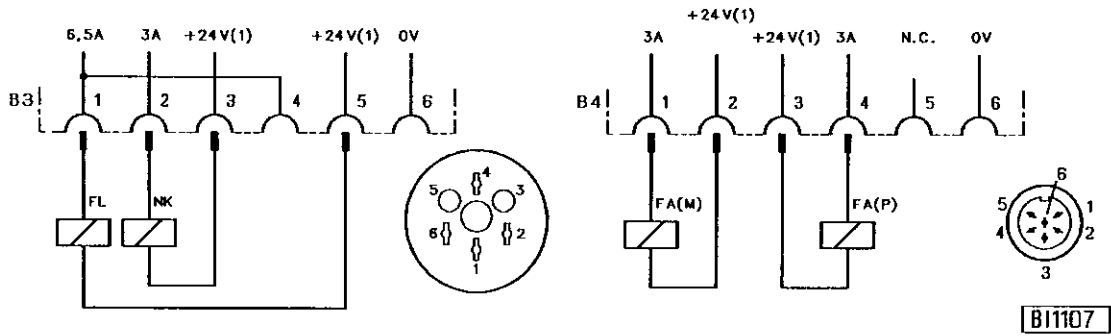 6,5A 3A +24V(1) +24V(1) 0V
B3 1 2 3 4 5 6
FL NK
4
5 3
6 2
1
+24V(1)
3A +24V(1) 3A N.C. 0V
B4 1 2 3 4 5 6
FA(M) FA(P)
6
5 1
4 2
3
BI1107